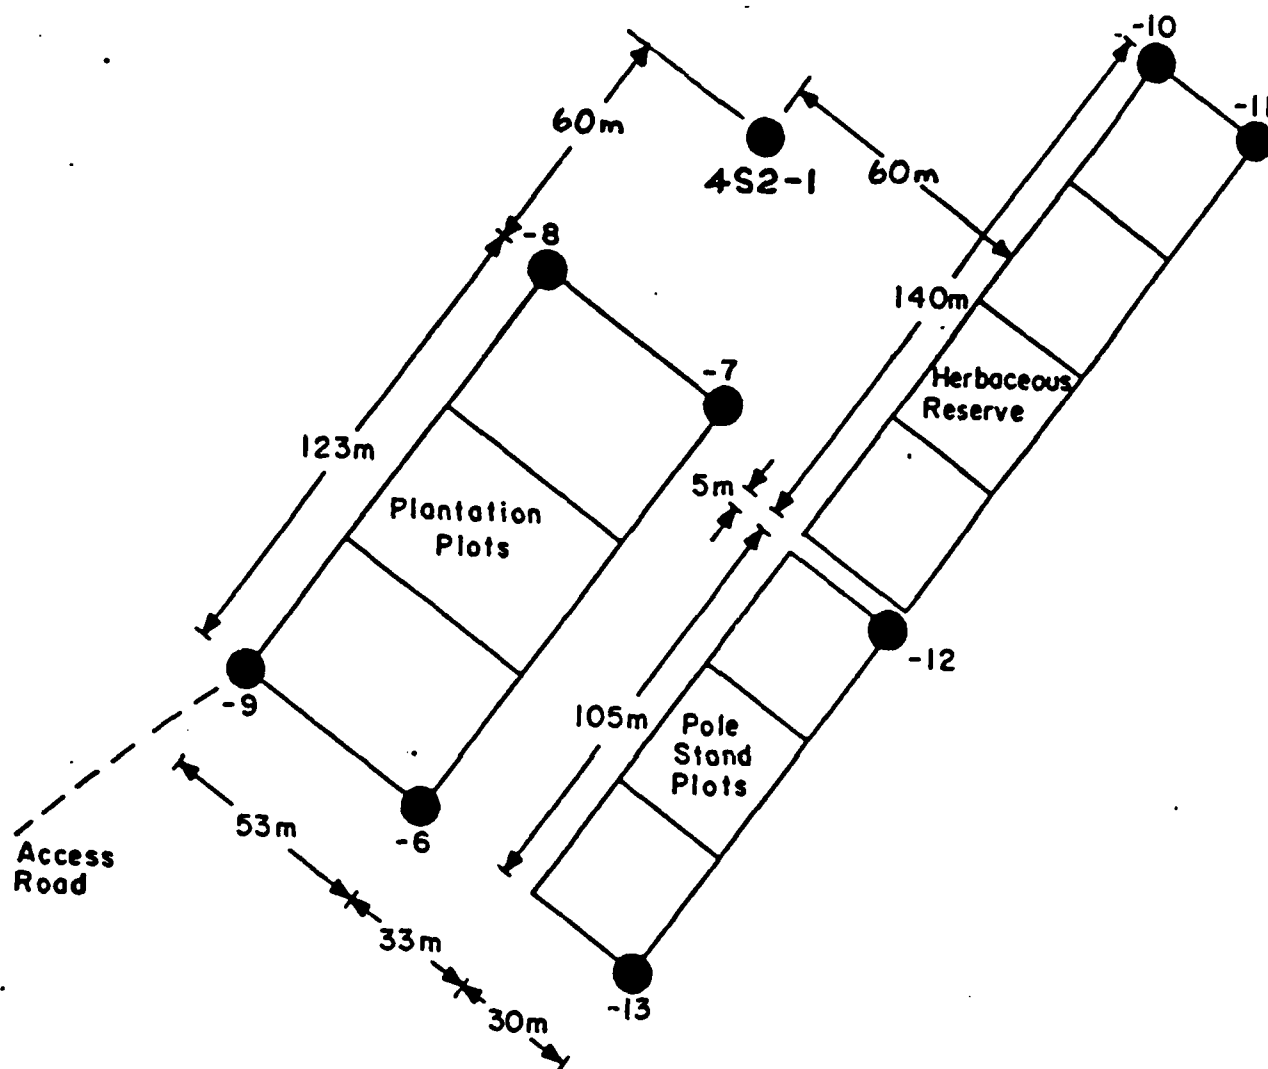 -10
-11
60m
4S2-1
60m
-8
140m
-7
Herbaceous
Reserve
123m
5m
Plantation
Plots
-12
-9
105m
Pole
Stand
Plots
53m
-6
Access
Road
33m
-13
30m